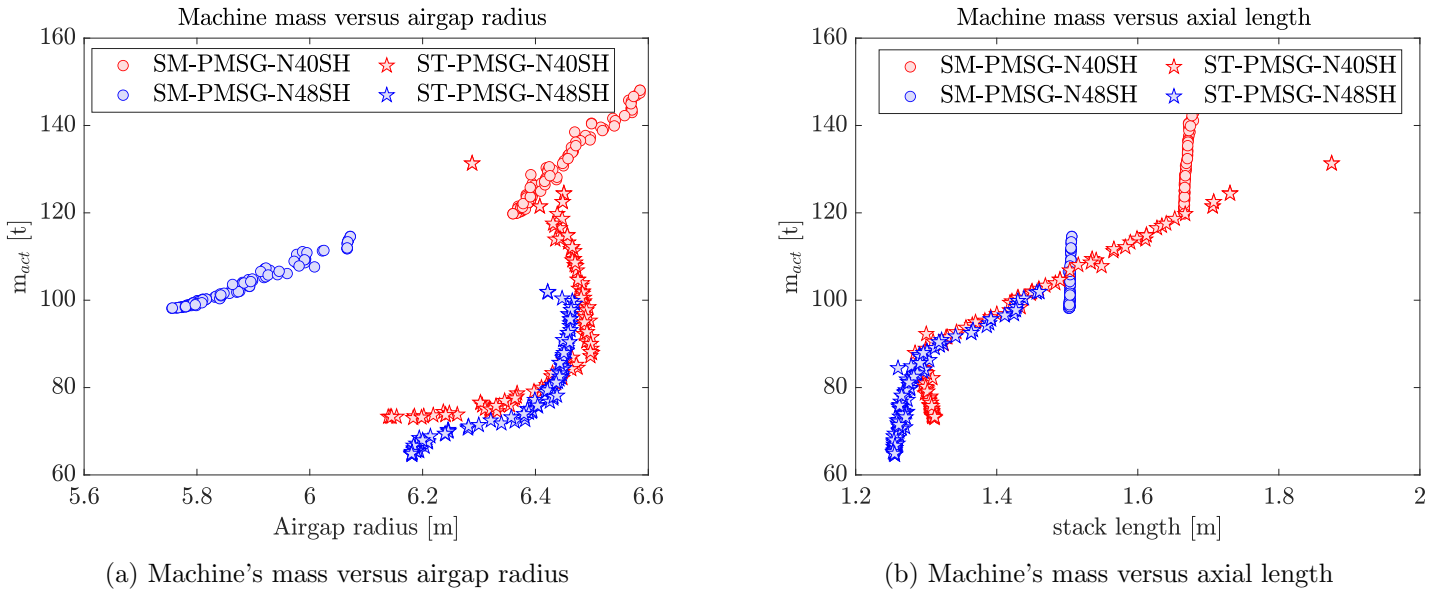 Machine mass versus airgap radius
160
SM-PMSG-N40SH ST-PMSG-N40SH
SM-PMSG-N48SH ST-PMSG-N48SH
140
120
100
80
60
m_act [t]
5.6 5.8 6 6.2 6.4 6.6
Airgap radius [m]
(a) Machine's mass versus airgap radius
Machine mass versus axial length
160
SM-PMSG-N40SH ST-PMSG-N40SH
SM-PMSG-N48SH ST-PMSG-N48SH
140
120
100
80
60
m_act [t]
1.2 1.4 1.6 1.8 2
stack length [m]
(b) Machine's mass versus axial length